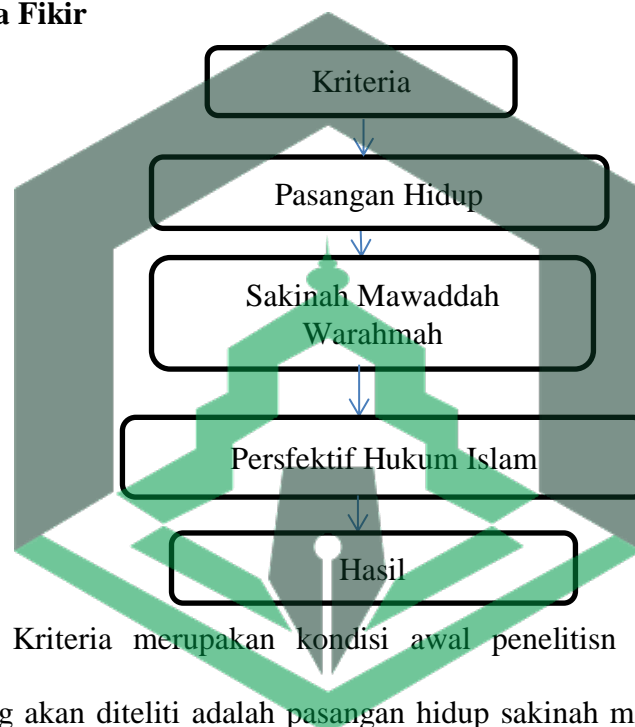 a Fikir
Kriteria
Pasangan Hidup
Sakinah Mawaddah
Warahmah
Persfektif Hukum Islam
Hasil
Kriteria merupakan kondisi awal penelitisn
akan diteliti adalah pasangan hidup sakinah